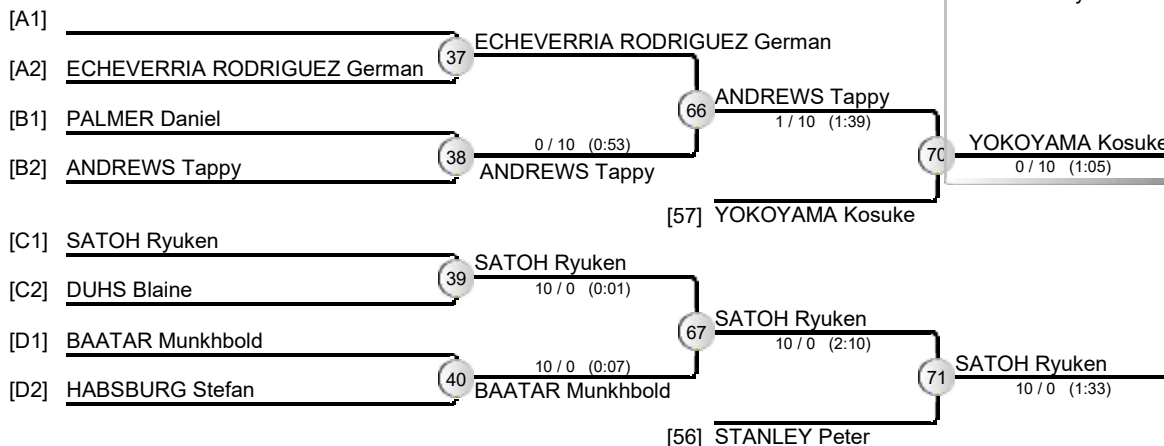 [A1]
37 ECHEVERRIA RODRIGUEZ German
[A2] ECHEVERRIA RODRIGUEZ German
66 ANDREWS Tappy
1 / 10 (1:39)
[B1] PALMER Daniel
0 / 10 (0:53)
38 ANDREWS Tappy
70 YOKOYAMA Kosuke
0 / 10 (1:05)
[B2] ANDREWS Tappy
[57] YOKOYAMA Kosuke
[C1] SATOH Ryuken
39 SATOH Ryuken
10 / 0 (0:01)
[C2] DUHS Blaine
67 SATOH Ryuken
10 / 0 (2:10)
[D1] BAATAR Munkhbold
10 / 0 (0:07)
40 BAATAR Munkhbold
71 SATOH Ryuken
10 / 0 (1:33)
[D2] HABSBURG Stefan
[56] STANLEY Peter